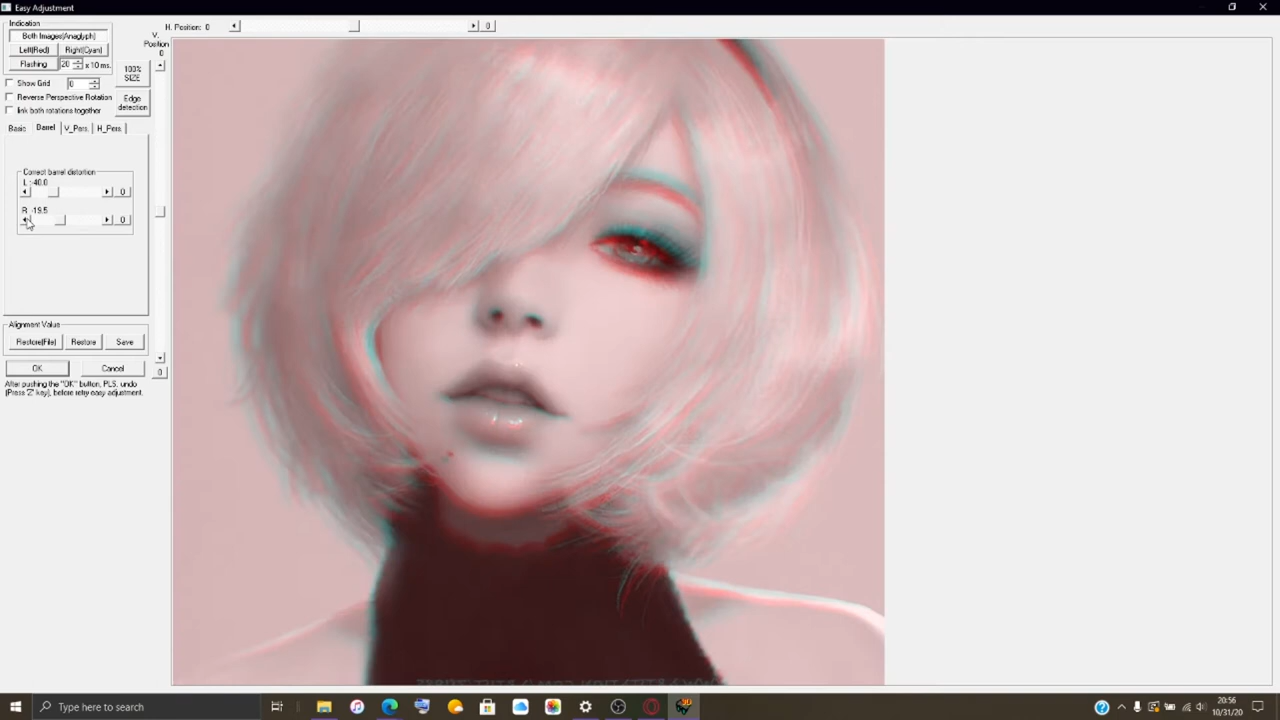 Easy Adjustment
Indication
Both Images(Anaglyph)
Left(Red) Right(Cyan)
Flashing 20 x 10 ms.
Show Grid 0
Reverse Perspective Rotation
link both rotations together
H. Position: 0
0
V. Position
0
100% SIZE
Edge detection
Basic Barrel V_Pers. H_Pers.
Correct barrel distortion
L :-40.0
0
R :-19.5
0
Alignment Value
Restore(File) Restore Save
0
OK Cancel
After pushing the "OK" button, PLS, undo
(Press 'Z' key), before retry easy adjustment.
Type here to search
20:56
10/31/20